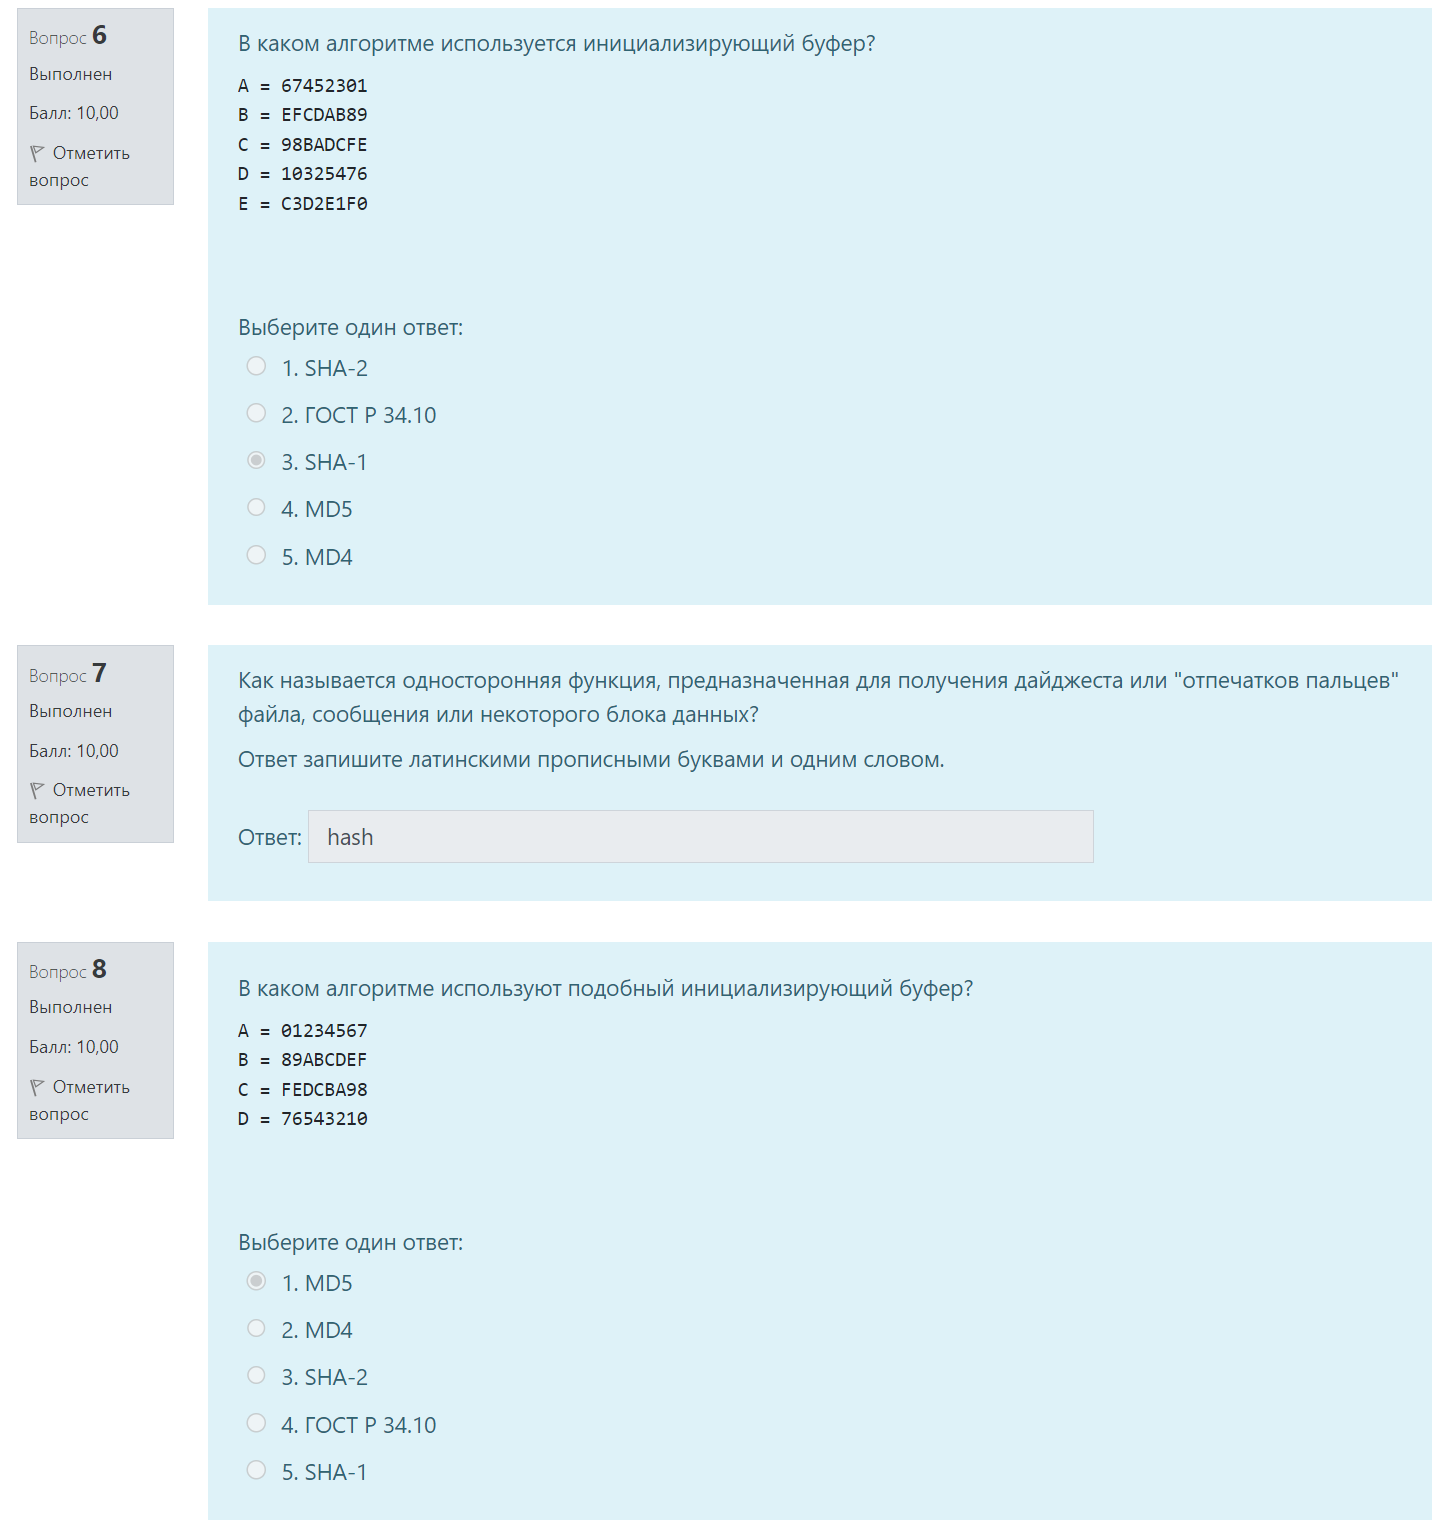 Вопрос 6
Выполнен
Балл: 10,00
Отметить
вопрос
В каком алгоритме используется инициализирующий буфер?
A = 67452301
B = EFCDAB89
C = 98BADCFE
D = 10325476
E = C3D2E1F0
Выберите один ответ:
1. SHA-2
2. ГОСТ Р 34.10
3. SHA-1
4. MD5
5. MD4
Вопрос 7
Выполнен
Балл: 10,00
Отметить
вопрос
Как называется односторонняя функция, предназначенная для получения дайджеста или "отпечатков пальцев"
файла, сообщения или некоторого блока данных?
Ответ запишите латинскими прописными буквами и одним словом.
Ответ: hash
Вопрос 8
Выполнен
Балл: 10,00
Отметить
вопрос
В каком алгоритме используют подобный инициализирующий буфер?
A = 01234567
B = 89ABCDEF
C = FEDCBA98
D = 76543210
Выберите один ответ:
1. MD5
2. MD4
3. SHA-2
4. ГОСТ Р 34.10
5. SHA-1